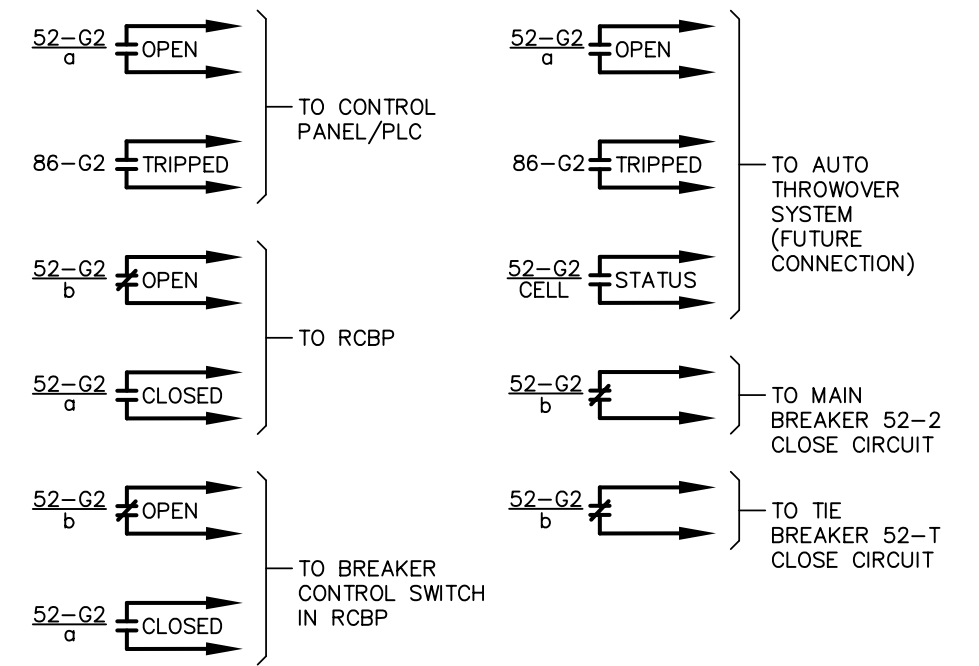 52-G2
a
OPEN
86-G2 TRIPPED
TO CONTROL
PANEL/PLC
52-G2
b
OPEN
52-G2
a
CLOSED
TO RCBP
52-G2
b
OPEN
52-G2
a
CLOSED
TO BREAKER
CONTROL SWITCH
IN RCBP
52-G2
a
OPEN
86-G2 TRIPPED
52-G2
CELL
STATUS
TO AUTO
THROWOVER
SYSTEM
(FUTURE
CONNECTION)
52-G2
b
TO MAIN
BREAKER 52-2
CLOSE CIRCUIT
52-G2
b
TO TIE
BREAKER 52-T
CLOSE CIRCUIT